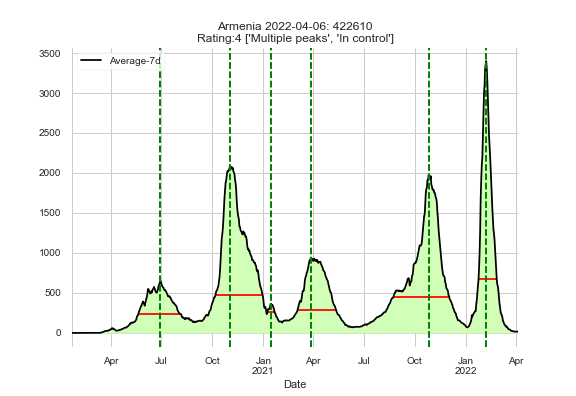 Armenia 2022-04-06: 422610
Rating:4 ['Multiple peaks', 'In control']
Average-7d
3500
3000
2500
2000
1500
1000
500
0
Apr Jul Oct Jan Apr Jul Oct Jan Apr
2021 2022
Date